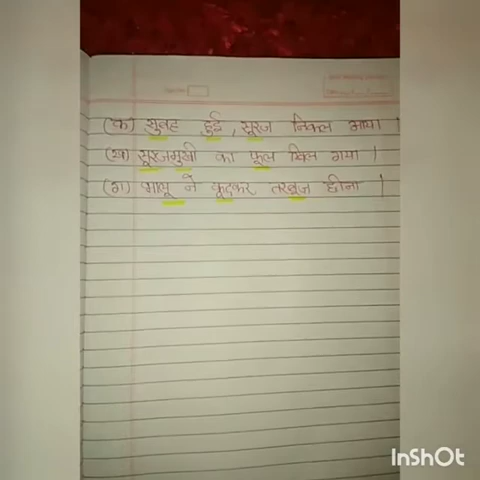 (क) सुबह हुई, सूरज निकल आया ।
(ख) सूरजमुखी का फूल खिल गया ।
(ग) भालू ने कूदकर तरबूज छीना ।
InShOt